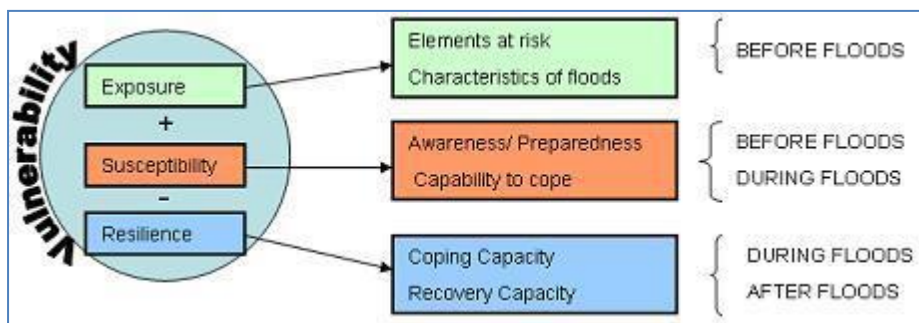 Vulnerability
Exposure
+
Susceptibility
-
Resilience
Elements at risk
Characteristics of floods
BEFORE FLOODS
Awareness/ Preparedness
Capability to cope
BEFORE FLOODS
DURING FLOODS
Coping Capacity
Recovery Capacity
DURING FLOODS
AFTER FLOODS